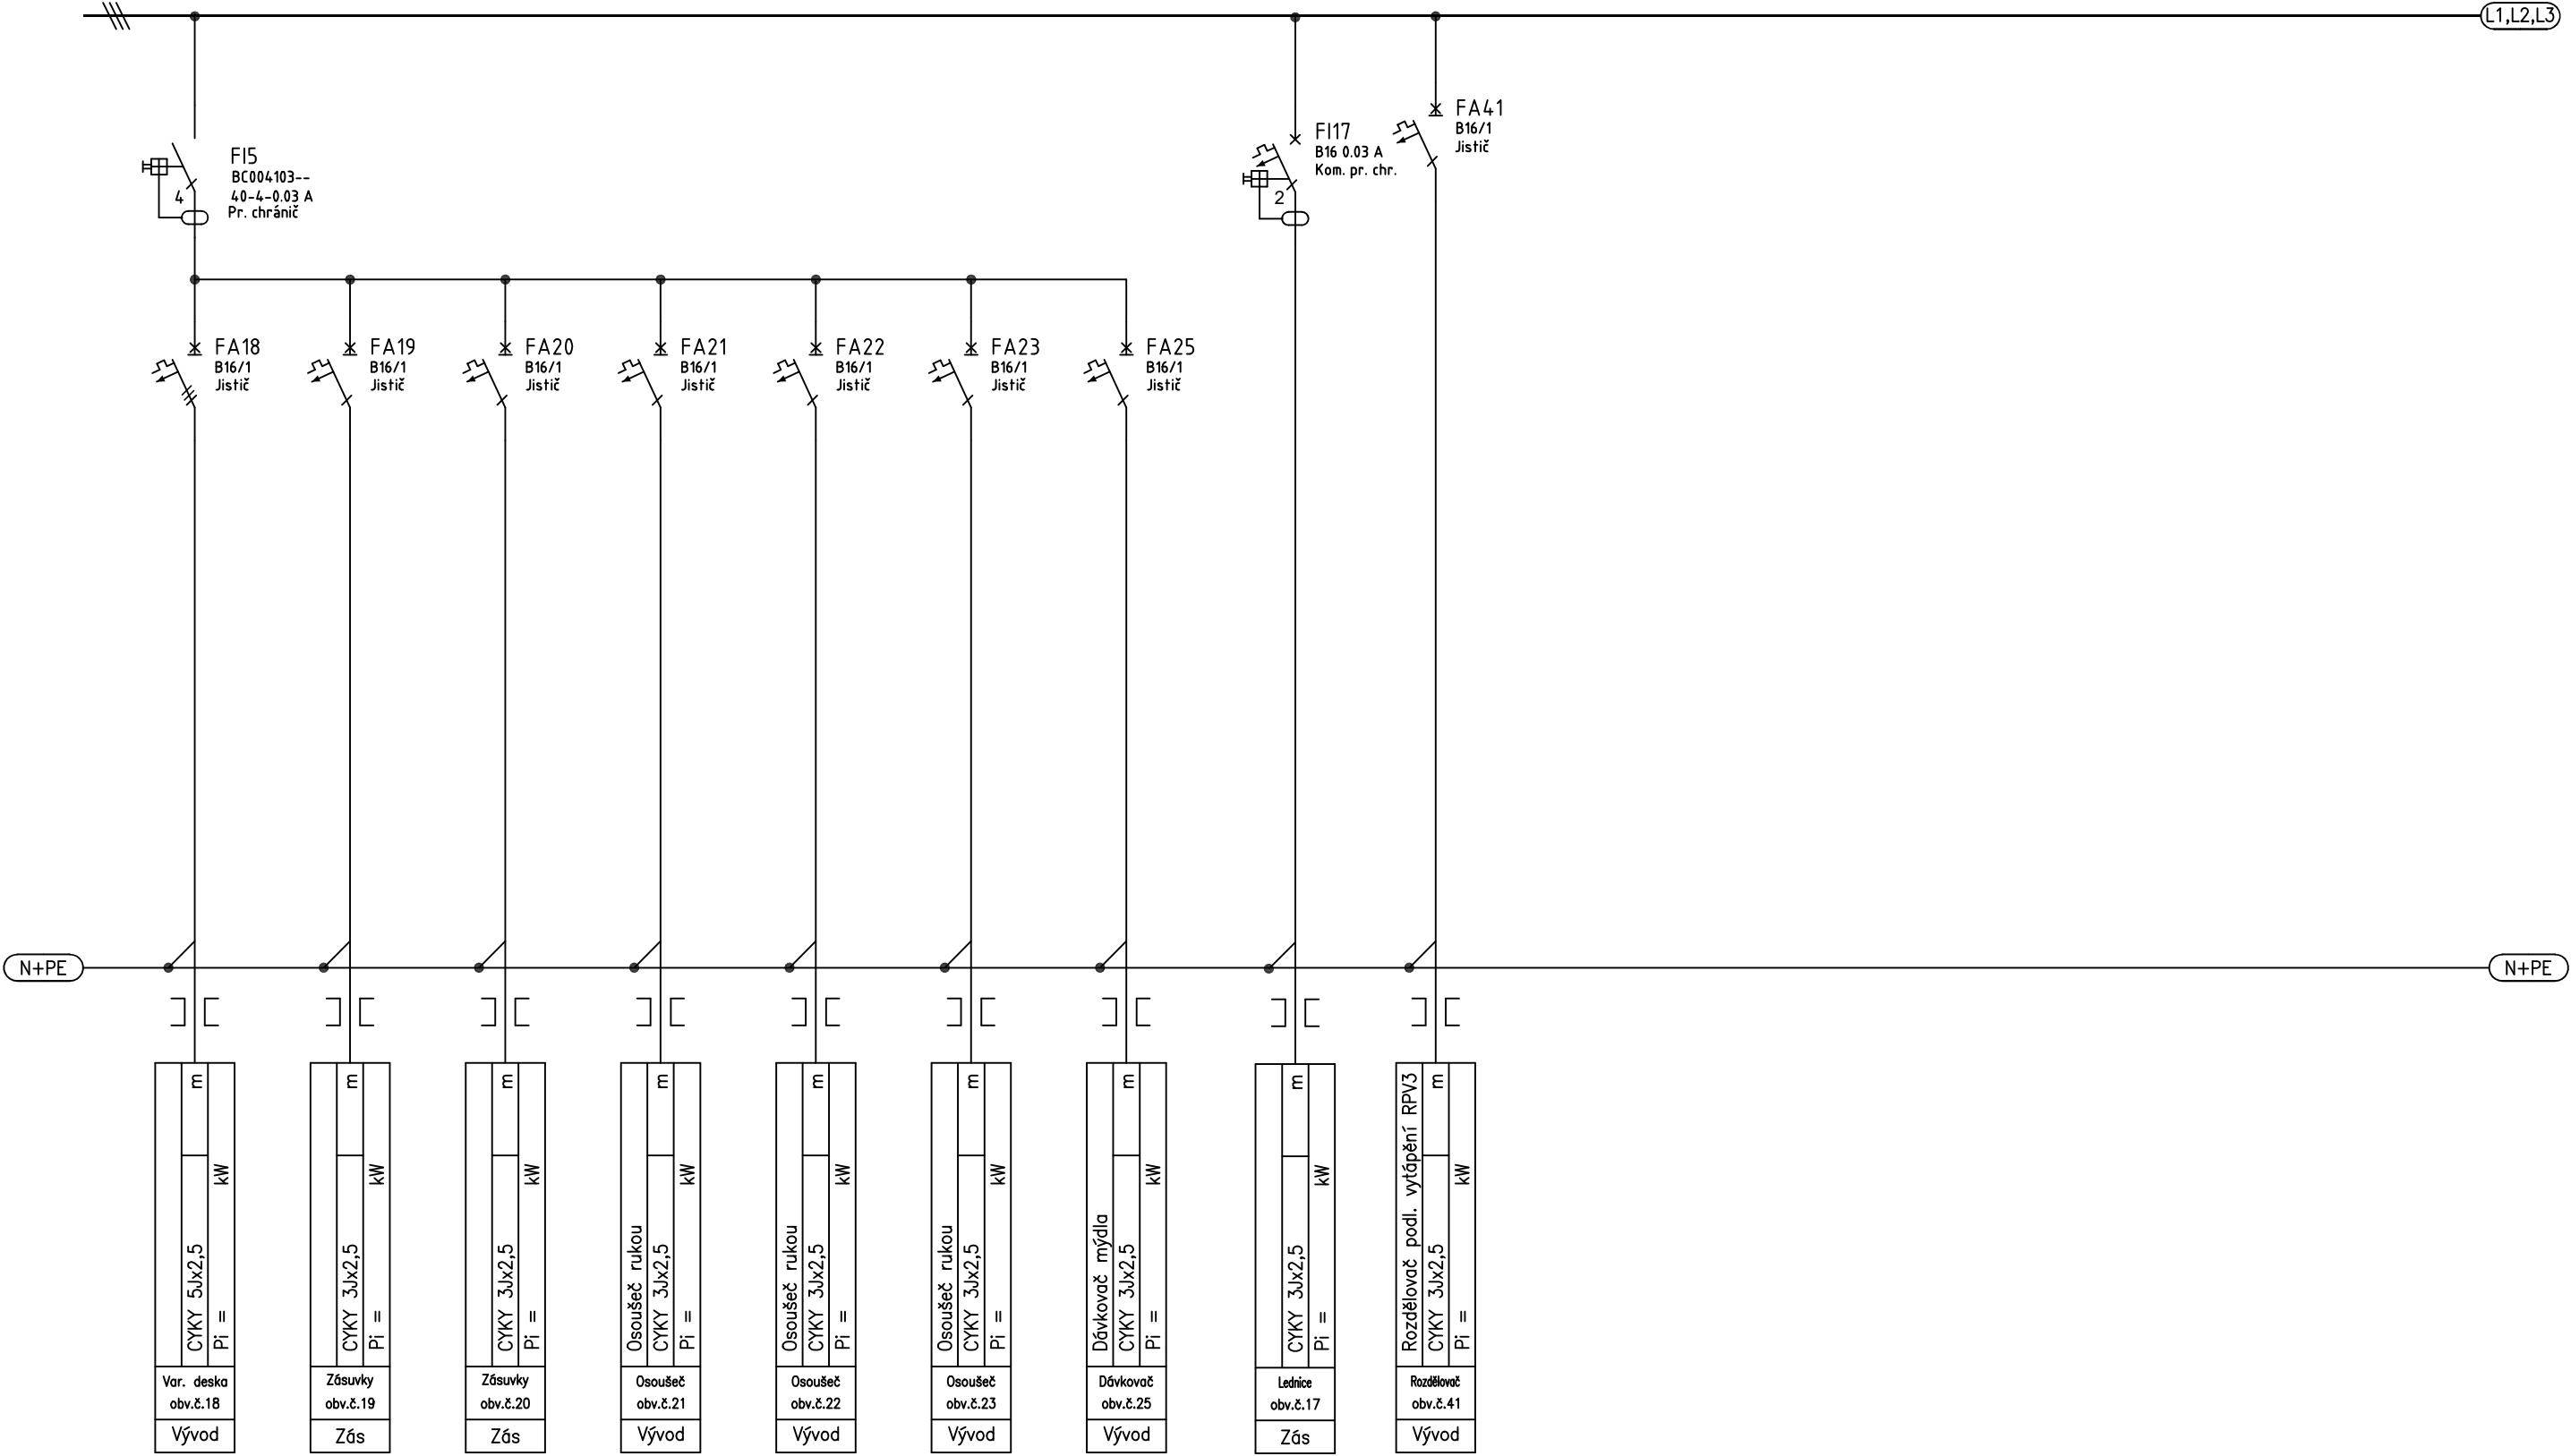 L1,L2,L3
FI5
BC004103--
40-4-0.03 A
Pr. chránič
4
FI17
B16 0.03 A
Kom. pr. chr.
2
FA41
B16/1
Jistič
FA18
B16/1
Jistič
FA19
B16/1
Jistič
FA20
B16/1
Jistič
FA21
B16/1
Jistič
FA22
B16/1
Jistič
FA23
B16/1
Jistič
FA25
B16/1
Jistič
N+PE
N+PE
CYKY 5Jx2,5 m
Pi = kW
Var. deska
obv.č.18
Vývod
CYKY 3Jx2,5 m
Pi = kW
Zásuvky
obv.č.19
Zás
CYKY 3Jx2,5 m
Pi = kW
Zásuvky
obv.č.20
Zás
Osoušeč rukou
CYKY 3Jx2,5 m
Pi = kW
Osoušeč
obv.č.21
Vývod
Osoušeč rukou
CYKY 3Jx2,5 m
Pi = kW
Osoušeč
obv.č.22
Vývod
Osoušeč rukou
CYKY 3Jx2,5 m
Pi = kW
Osoušeč
obv.č.23
Vývod
Dávkovač mýdla
CYKY 3Jx2,5 m
Pi = kW
Dávkovač
obv.č.25
Vývod
CYKY 3Jx2,5 m
Pi = kW
Lednice
obv.č.17
Zás
Rozdělovač podl. vytápění RPV3
CYKY 3Jx2,5 m
Pi = kW
Rozdělovač
obv.č.41
Vývod